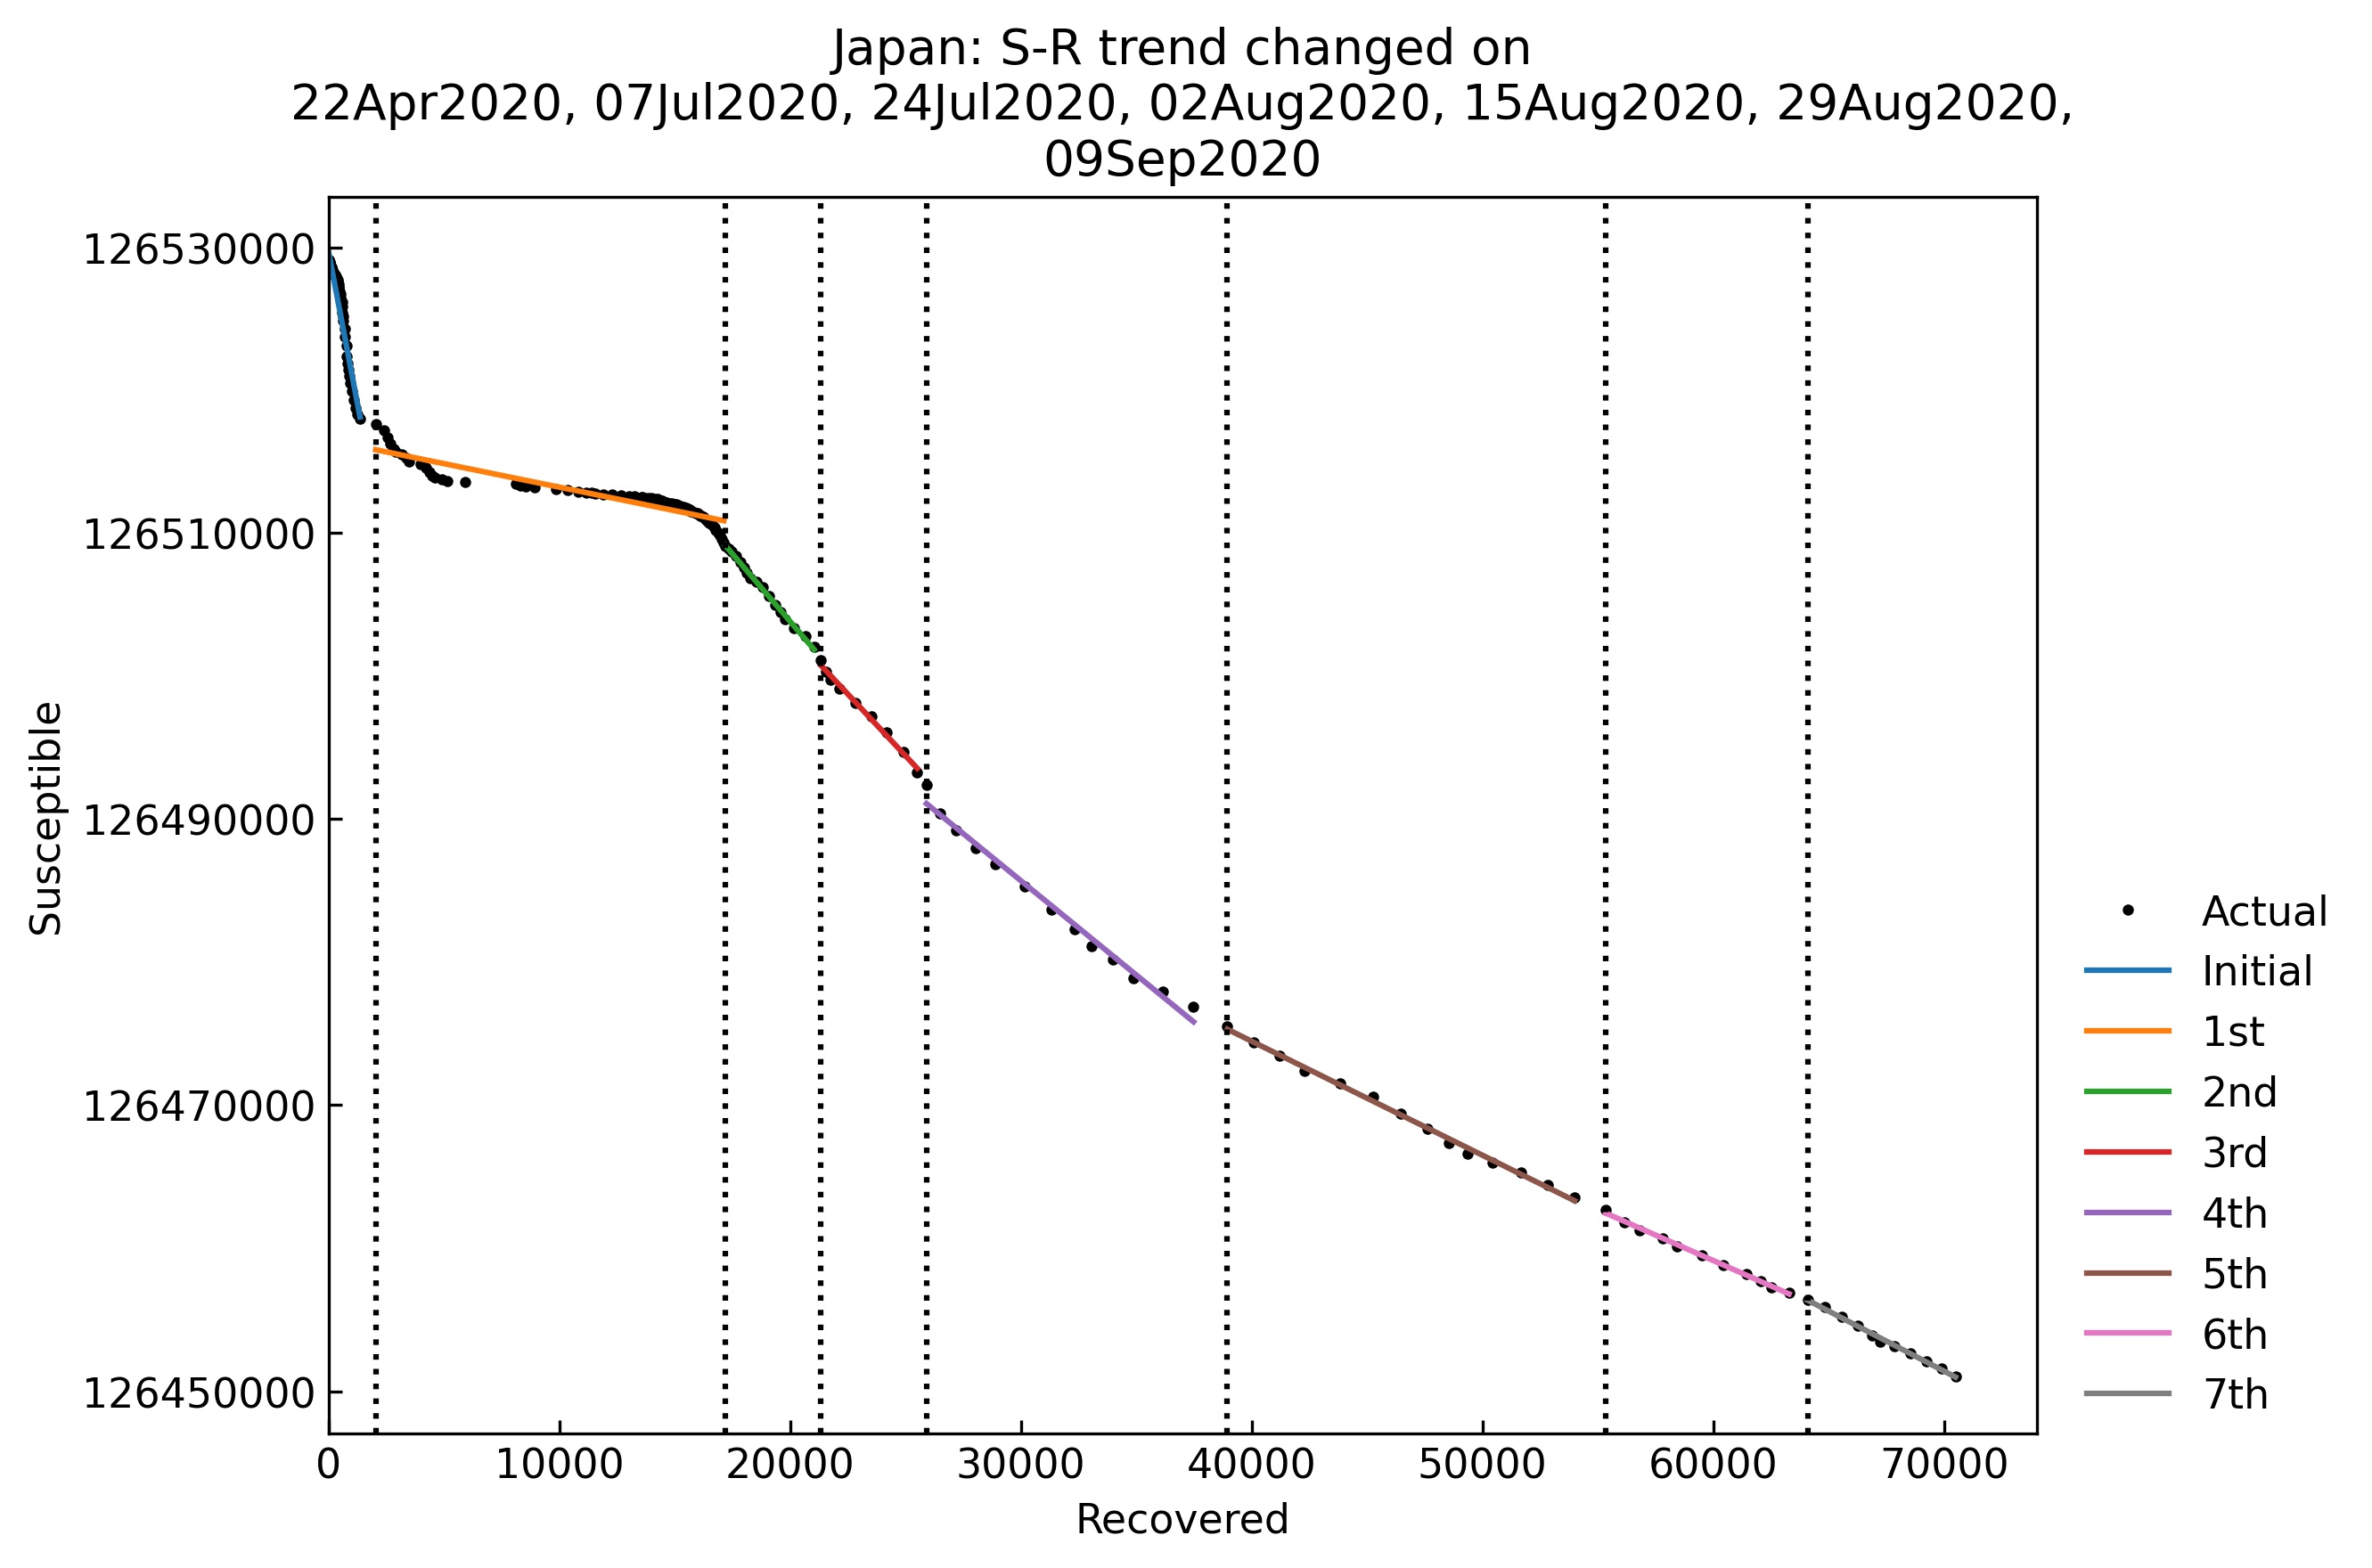 Japan: S-R trend changed on
22Apr2020, 07Jul2020, 24Jul2020, 02Aug2020, 15Aug2020, 29Aug2020,
09Sep2020
126530000
126510000
126490000
126470000
126450000
Susceptible
0 10000 20000 30000 40000 50000 60000 70000
Recovered
Actual
Initial
1st
2nd
3rd
4th
5th
6th
7th